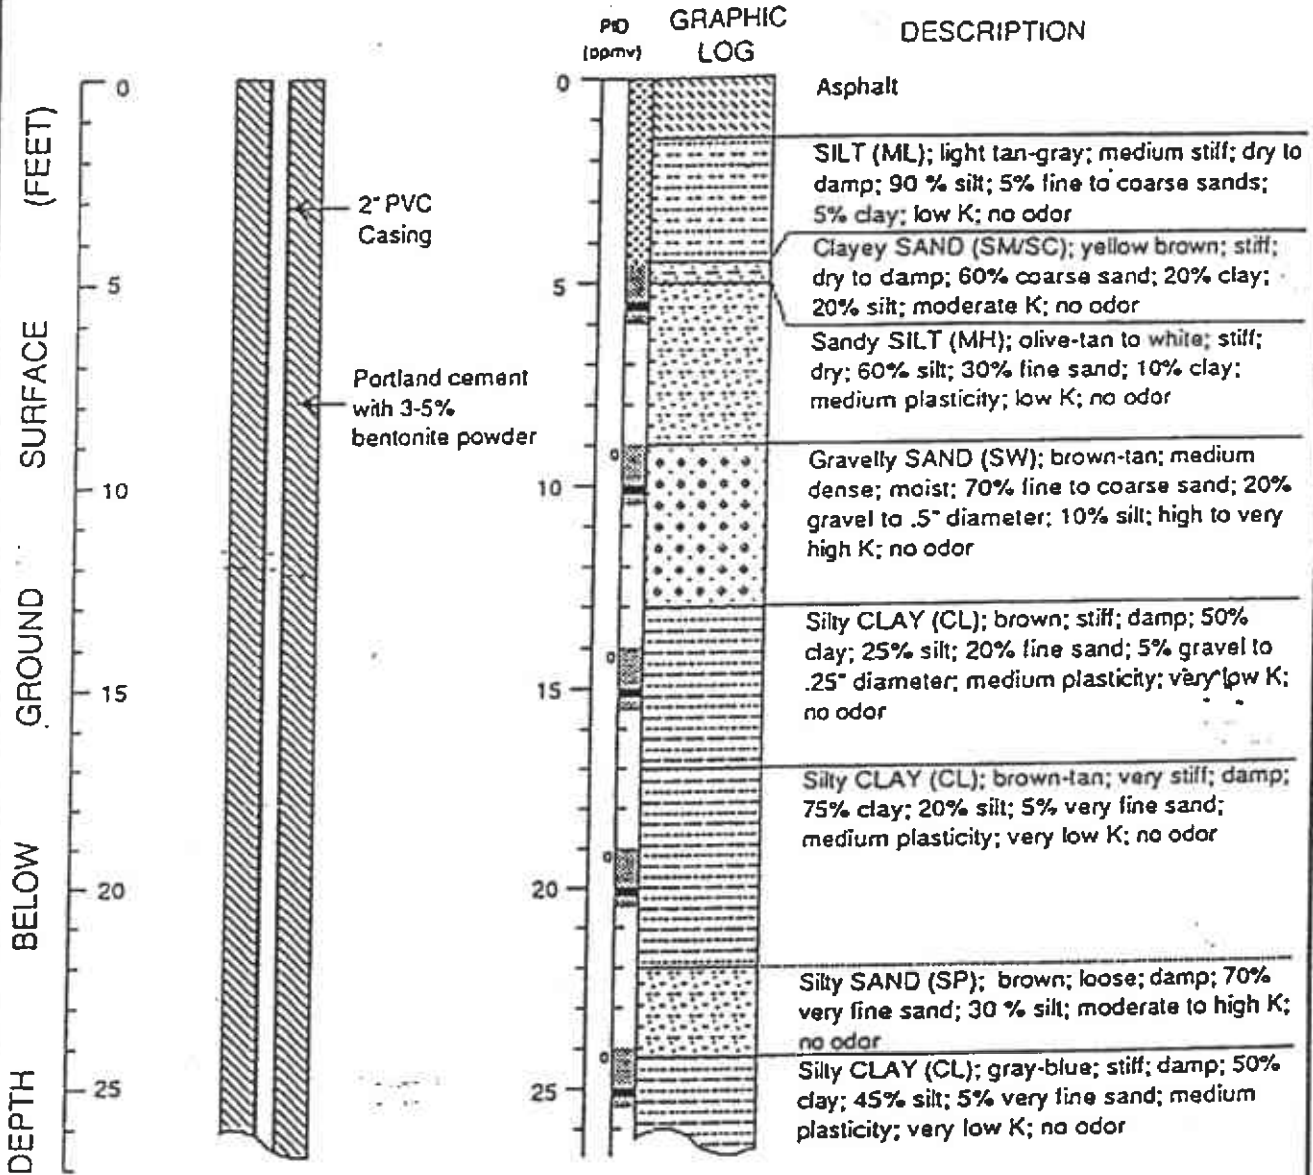 PID
(ppmv)
GRAPHIC
LOG
DESCRIPTION
DEPTH BELOW GROUND SURFACE (FEET)
0
5
10
15
20
25
2" PVC
Casing
Portland cement
with 3-5%
bentonite powder
0
5
10
15
20
25
0
0
0
0
Asphalt
SILT (ML); light tan-gray; medium stiff; dry to
damp; 90 % silt; 5% fine to coarse sands;
5% clay; low K; no odor
Clayey SAND (SM/SC); yellow brown; stiff;
dry to damp; 60% coarse sand; 20% clay;
20% silt; moderate K; no odor
Sandy SILT (MH); olive-tan to white; stiff;
dry; 60% silt; 30% fine sand; 10% clay;
medium plasticity; low K; no odor
Gravelly SAND (SW); brown-tan; medium
dense; moist; 70% fine to coarse sand; 20%
gravel to .5" diameter; 10% silt; high to very
high K; no odor
Silty CLAY (CL); brown; stiff; damp; 50%
clay; 25% silt; 20% fine sand; 5% gravel to
.25" diameter; medium plasticity; very low K;
no odor
Silty CLAY (CL); brown-tan; very stiff; damp;
75% clay; 20% silt; 5% very fine sand;
medium plasticity; very low K; no odor
Silty SAND (SP); brown; loose; damp; 70%
very fine sand; 30 % silt; moderate to high K;
no odor
Silty CLAY (CL); gray-blue; stiff; damp; 50%
clay; 45% silt; 5% very fine sand; medium
plasticity; very low K; no odor